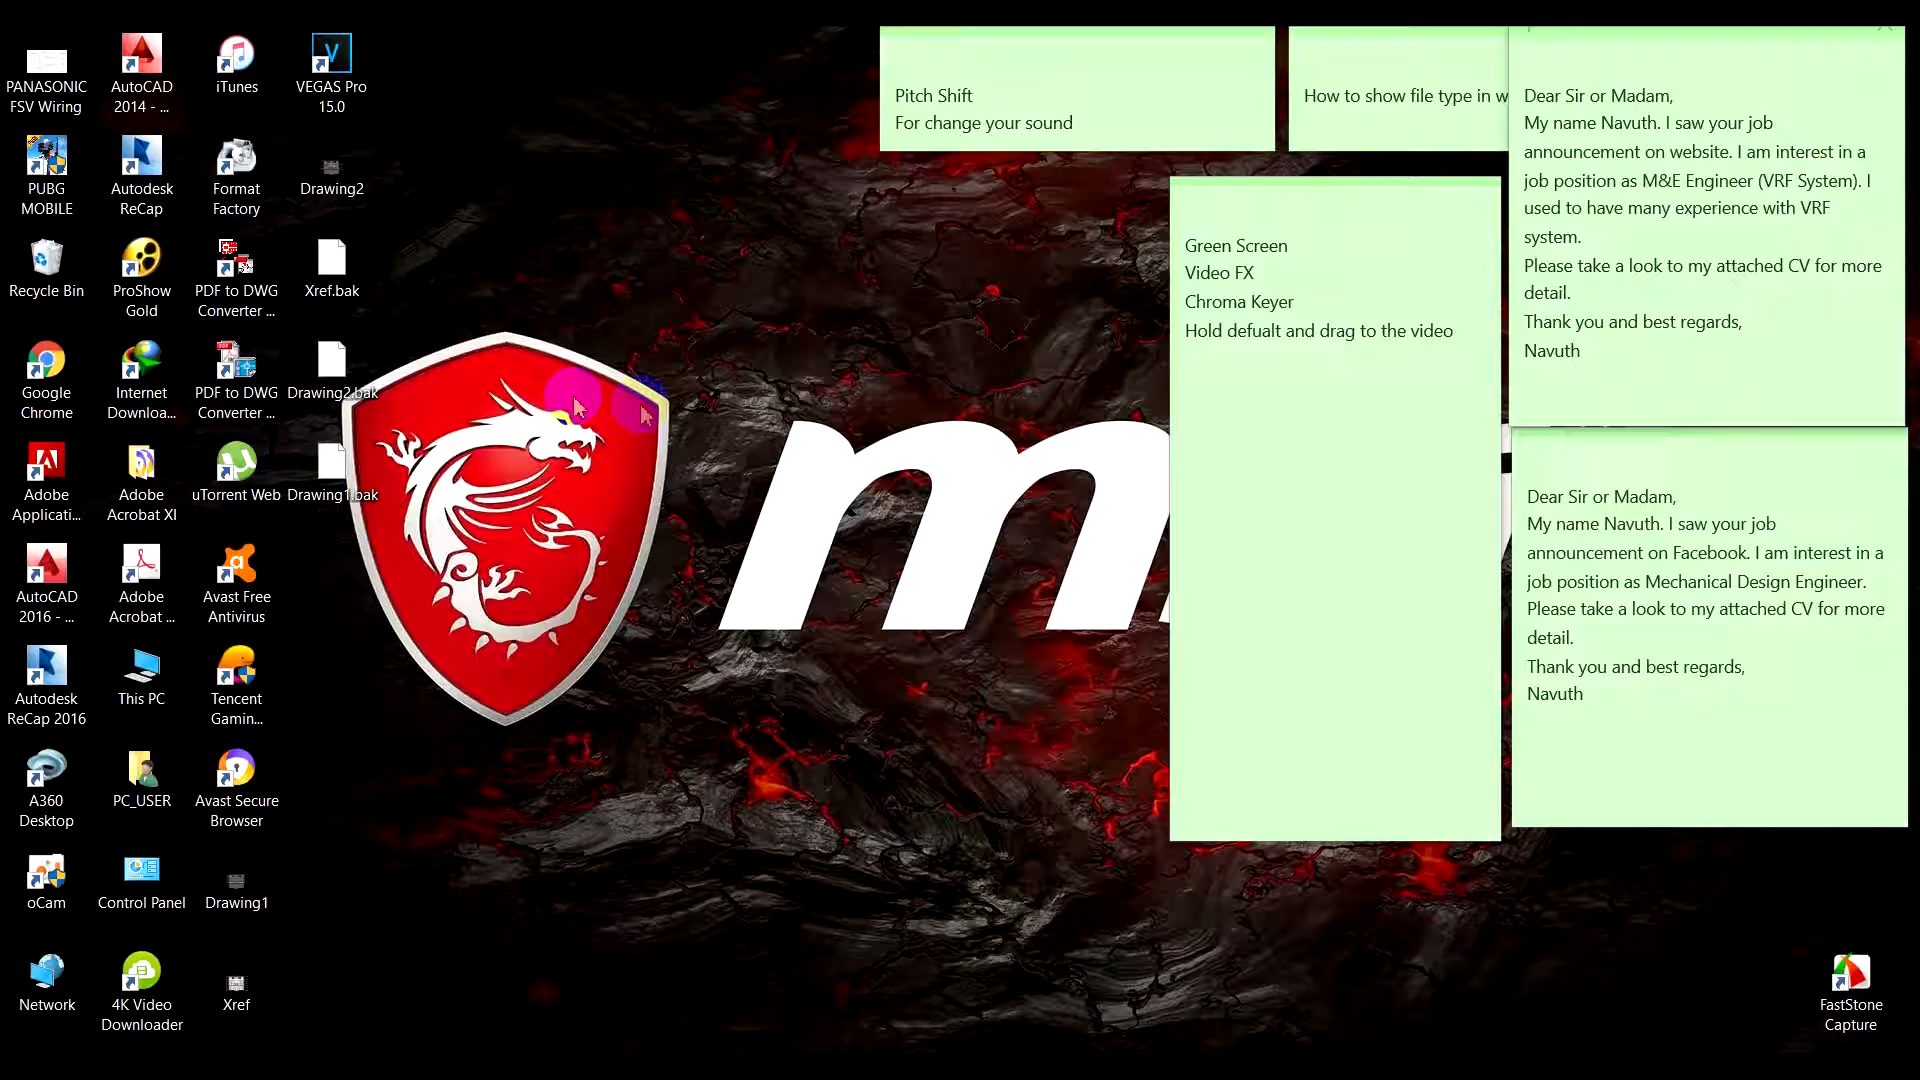 PANASONIC
FSV Wiring
AutoCAD
2014 - ...
iTunes
VEGAS Pro
15.0
PUBG
MOBILE
Autodesk
ReCap
Format
Factory
Drawing2
Recycle Bin
ProShow
Gold
PDF to DWG
Converter ...
Xref.bak
Google
Chrome
Internet
Downloa...
PDF to DWG
Converter ...
Drawing2.bak
Adobe
Applicati...
Adobe
Acrobat XI
uTorrent Web
Drawing1.bak
AutoCAD
2016 - ...
Adobe
Acrobat ...
Avast Free
Antivirus
Autodesk
ReCap 2016
This PC
Tencent
Gamin...
A360
Desktop
PC_USER
Avast Secure
Browser
oCam
Control Panel
Drawing1
Network
4K Video
Downloader
Xref
Pitch Shift
For change your sound
How to show file type in w
Green Screen
Video FX
Chroma Keyer
Hold defualt and drag to the video
Dear Sir or Madam,
My name Navuth. I saw your job
announcement on website. I am interest in a
job position as M&E Engineer (VRF System). I
used to have many experience with VRF
system.
Please take a look to my attached CV for more
detail.
Thank you and best regards,
Navuth
Dear Sir or Madam,
My name Navuth. I saw your job
announcement on Facebook. I am interest in a
job position as Mechanical Design Engineer.
Please take a look to my attached CV for more
detail.
Thank you and best regards,
Navuth
FastStone
Capture